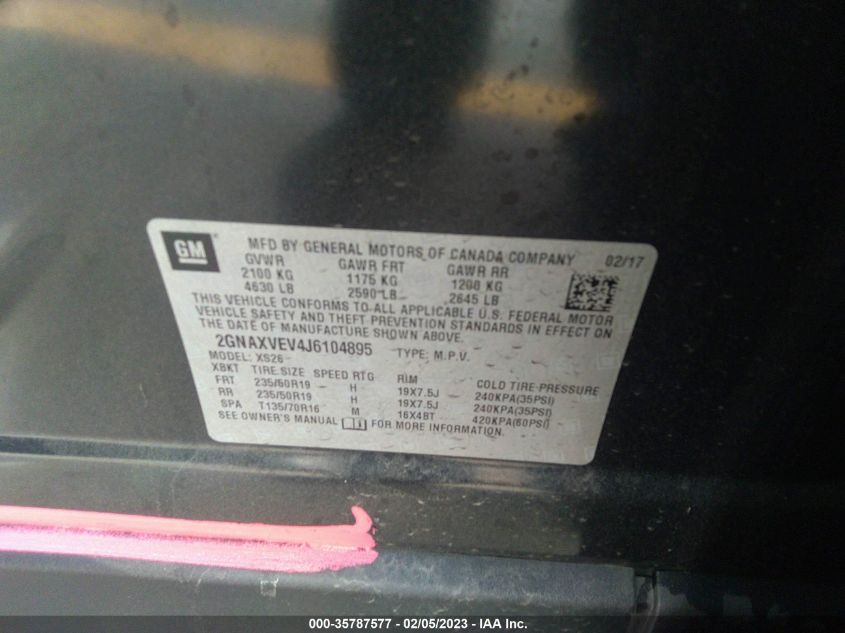 GM
MFD BY GENERAL MOTORS OF CANADA COMPANY 02/17
GVWR GAWR FRT GAWR RR
2100 KG 1175 KG 1200 KG
4630 LB 2590 LB 2645 LB
THIS VEHICLE CONFORMS TO ALL APPLICABLE U.S. FEDERAL MOTOR
VEHICLE SAFETY AND THEFT PREVENTION STANDARDS IN EFFECT ON
THE DATE OF MANUFACTURE SHOWN ABOVE.
2GNAXVEV4J6104895 TYPE: M.P.V.
MODEL: XS26
XBKT TIRE SIZE SPEED RTG RIM COLD TIRE PRESSURE
FRT 235/50R19 H 19X7.5J 240KPA(35PSI)
RR 235/50R19 H 19X7.5J 240KPA(35PSI)
SPA T135/70R16 M 16X4BT 420KPA(60PSI)
SEE OWNER'S MANUAL FOR MORE INFORMATION.
000-35787577 - 02/05/2023 - IAA Inc.